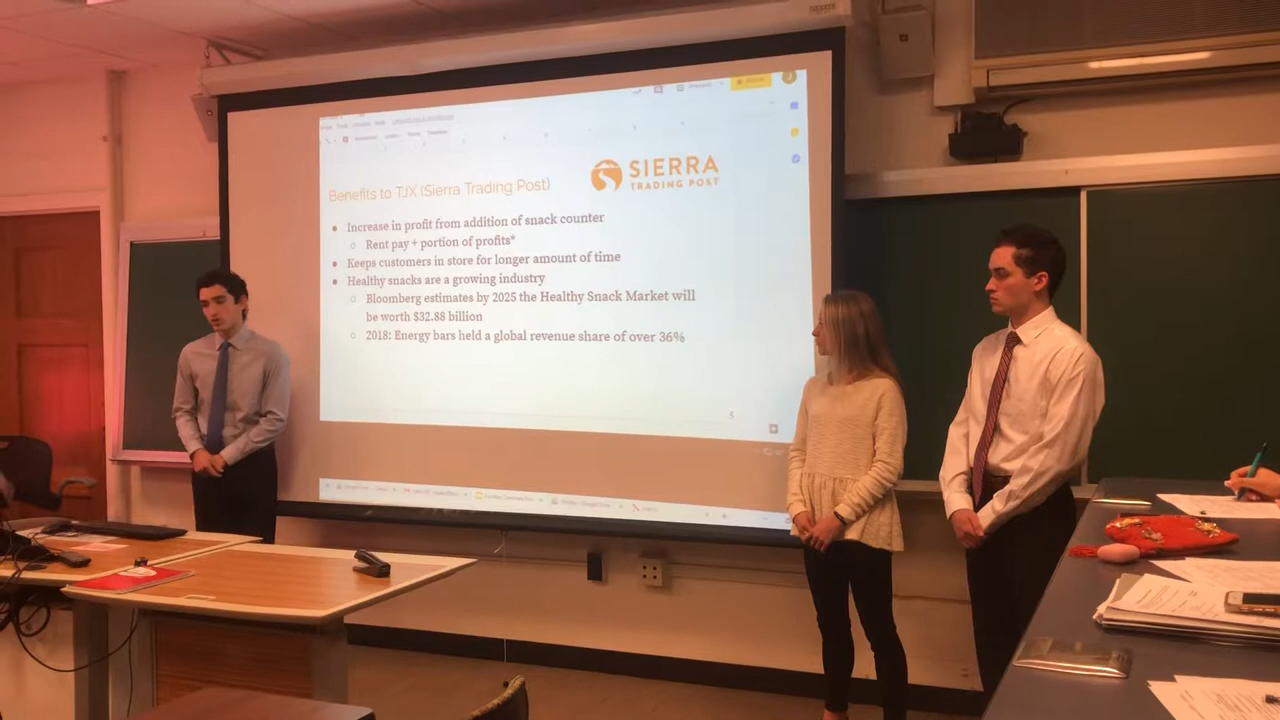 SIERRA
TRADING POST
Benefits to TJX (Sierra Trading Post)
● Increase in profit from addition of snack counter
○ Rent pay + portion of profits*
● Keeps customers in store for longer amount of time
● Healthy snacks are a growing industry
○ Bloomberg estimates by 2025 the Healthy Snack Market will
be worth $32.88 billion
○ 2018: Energy bars held a global revenue share of over 36%
5